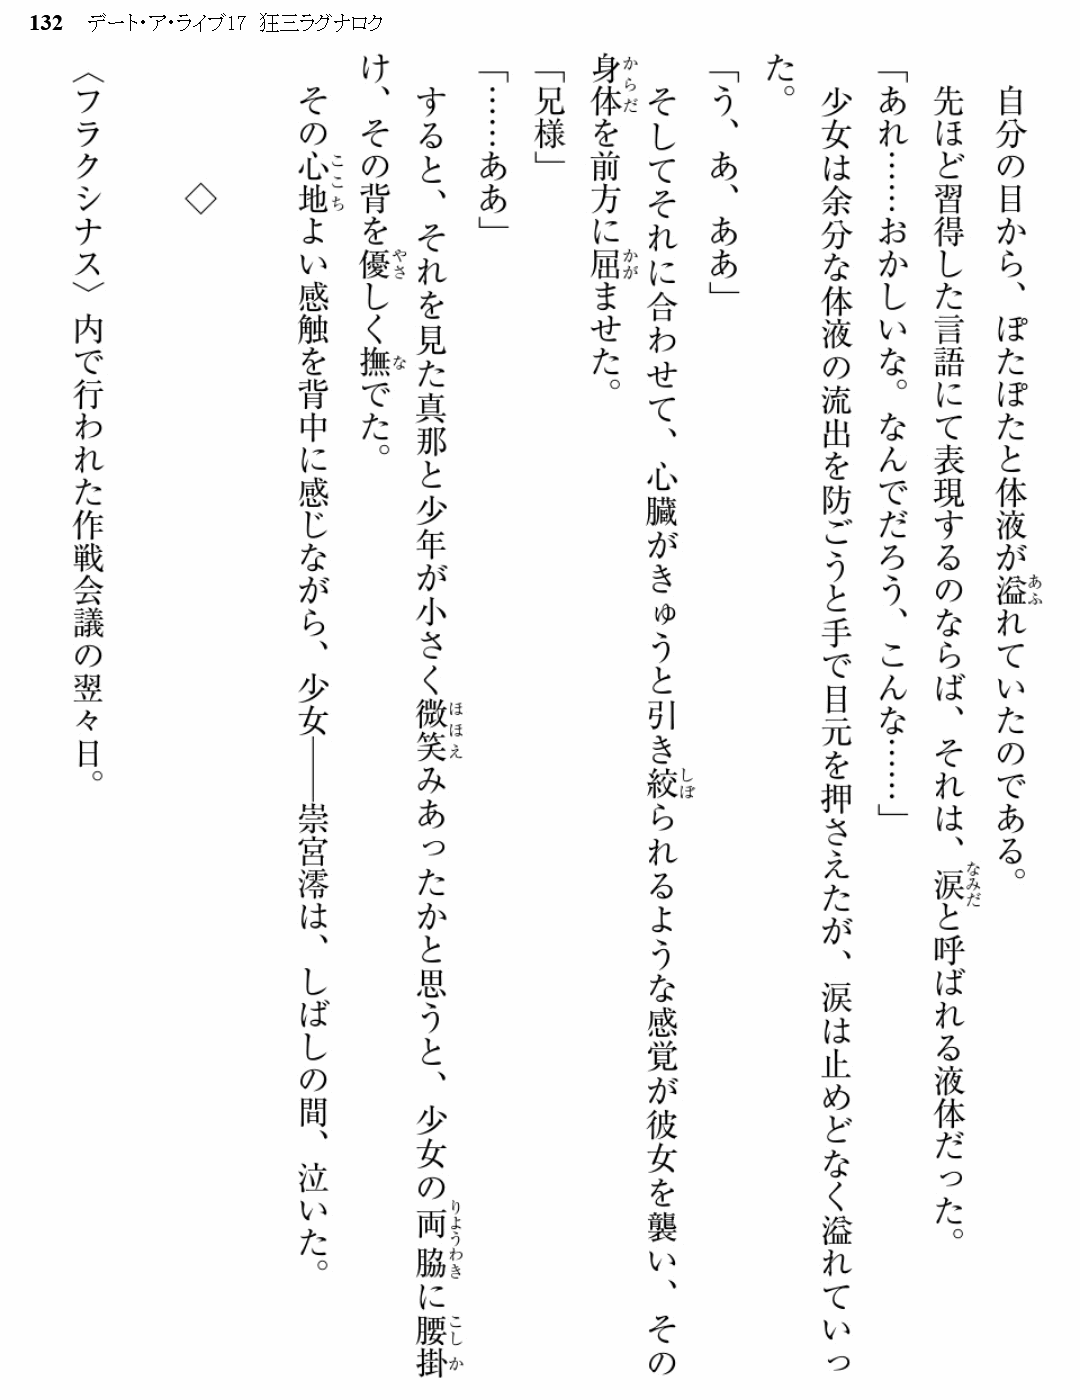 132 デート・ア・ライブ17 狂三ラグナロク
自分の目から、ぽたぽたと体液が溢れていたのである。
先ほど習得した言語にて表現するのならば、それは、涙と呼ばれる液体だった。
「あれ……おかしいな。なんでだろう、こんな……」
少女は余分な体液の流出を防ごうと手で目元を押さえたが、涙は止めどなく溢れていっ
た。
「う、あ、ああ」
そしてそれに合わせて、心臓がきゅうと引き絞られるような感覚が彼女を襲い、その
身体を前方に屈ませた。
「兄様」
「……ああ」
すると、それを見た真那と少年が小さく微笑みあったかと思うと、少女の両脇に腰掛
け、その背を優しく撫でた。
その心地よい感触を背中に感じながら、少女――崇宮澪は、しばしの間、泣いた。
◇
〈フラクシナス〉内で行われた作戦会議の翌々日。